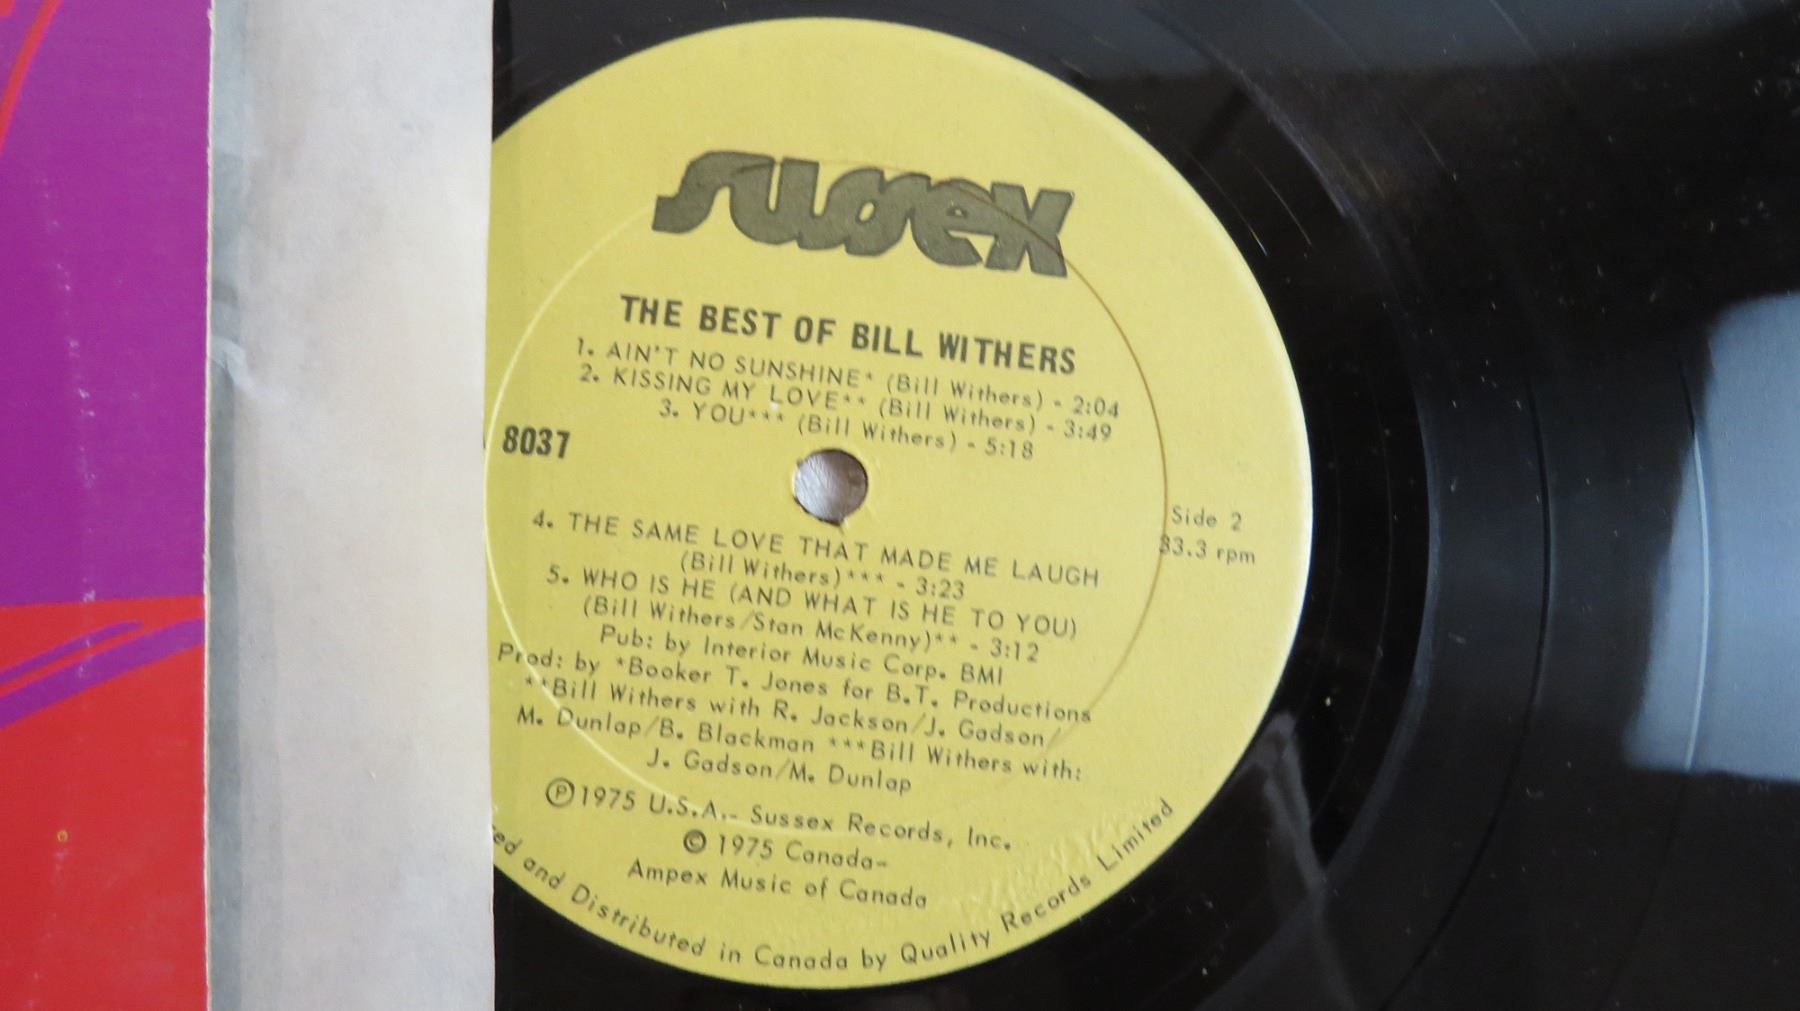 sussex
THE BEST OF BILL WITHERS
1. AIN'T NO SUNSHINE* (Bill Withers) - 2:04
2. KISSING MY LOVE** (Bill Withers) - 3:49
3. YOU*** (Bill Withers) - 5:18
8037
Side 2
33.3 rpm
4. THE SAME LOVE THAT MADE ME LAUGH
(Bill Withers)*** - 3:23
5. WHO IS HE (AND WHAT IS HE TO YOU)
(Bill Withers/Stan McKenny)** - 3:12
Pub: by Interior Music Corp. BMI
Prod: by *Booker T. Jones for B.T. Productions
**Bill Withers with R. Jackson/J. Gadson/
M. Dunlap/B. Blackman ***Bill Withers with:
J. Gadson/M. Dunlap
Ⓟ1975 U.S.A.- Sussex Records, Inc.
© 1975 Canada-
Ampex Music of Canada
and Distributed in Canada by Quality Records Limited